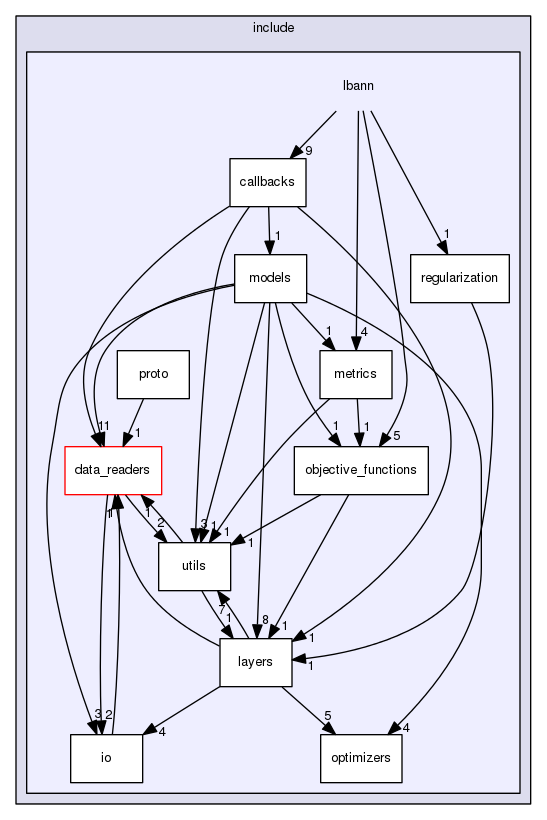 include
lbann
9
callbacks
1
1
models
regularization
1
4
proto
metrics
11
1
1
1
5
data_readers
objective_functions
1
1
2
3
1
1
1
utils
7
1
8
1
1
1
layers
3
2
4
5
4
io
optimizers